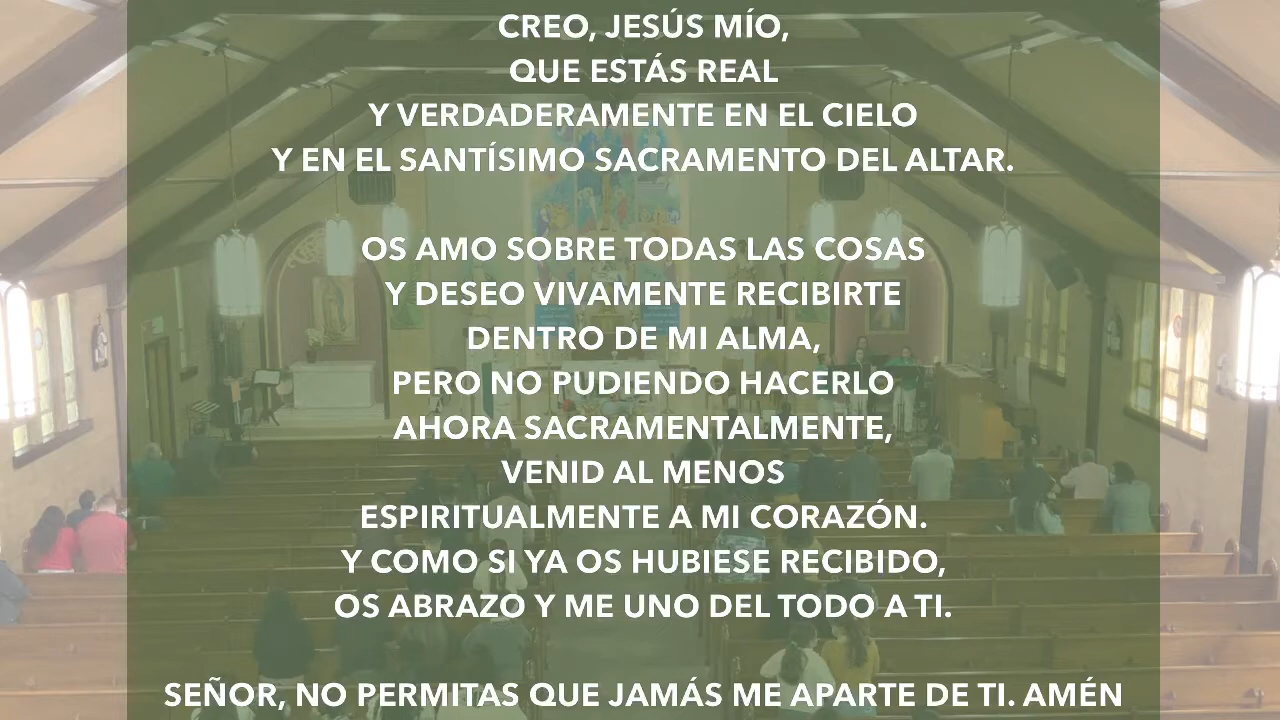 CREO, JESÚS MÍO,
QUE ESTÁS REAL
Y VERDADERAMENTE EN EL CIELO
Y EN EL SANTÍSIMO SACRAMENTO DEL ALTAR.
OS AMO SOBRE TODAS LAS COSAS
Y DESEO VIVAMENTE RECIBIRTE
DENTRO DE MI ALMA,
PERO NO PUDIENDO HACERLO
AHORA SACRAMENTALMENTE,
VENID AL MENOS
ESPIRITUALMENTE A MI CORAZÓN.
Y COMO SI YA OS HUBIESE RECIBIDO,
OS ABRAZO Y ME UNO DEL TODO A TI.
SEÑOR, NO PERMITAS QUE JAMÁS ME APARTE DE TI. AMÉN